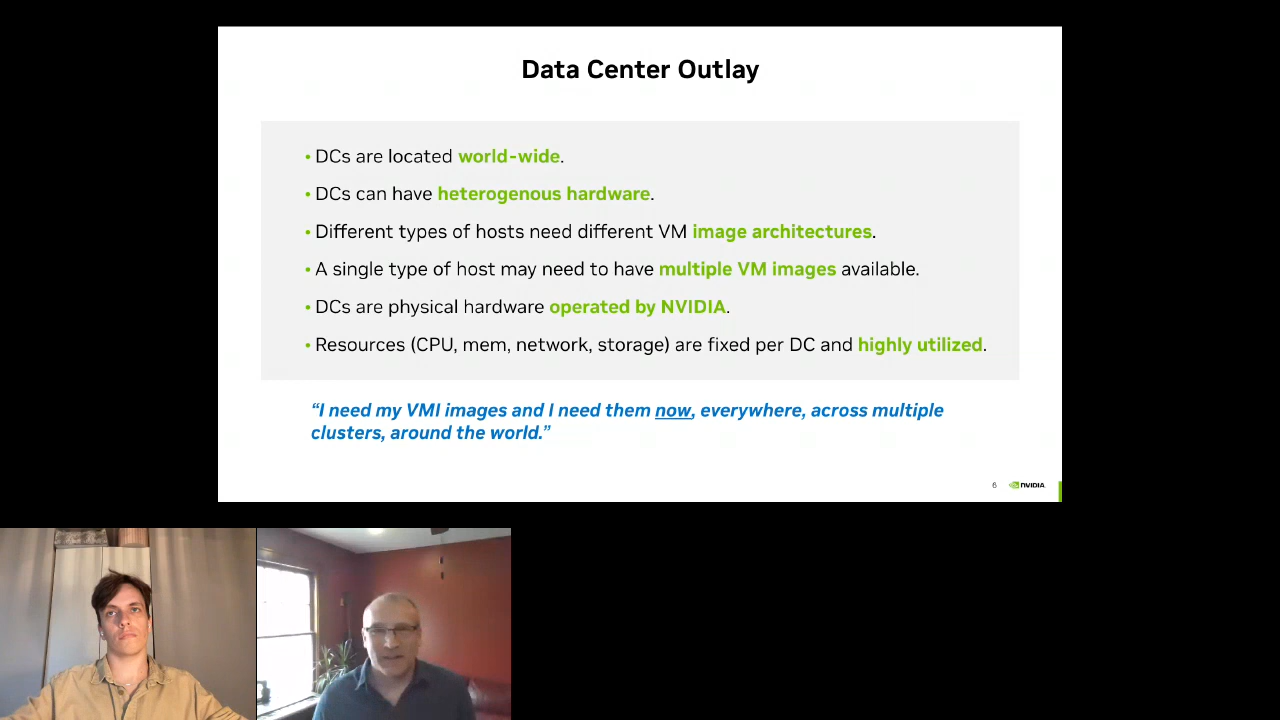 Data Center Outlay
• DCs are located world-wide.
• DCs can have heterogenous hardware.
• Different types of hosts need different VM image architectures.
• A single type of host may need to have multiple VM images available.
• DCs are physical hardware operated by NVIDIA.
• Resources (CPU, mem, network, storage) are fixed per DC and highly utilized.
“I need my VMI images and I need them now, everywhere, across multiple
clusters, around the world.”
6 NVIDIA